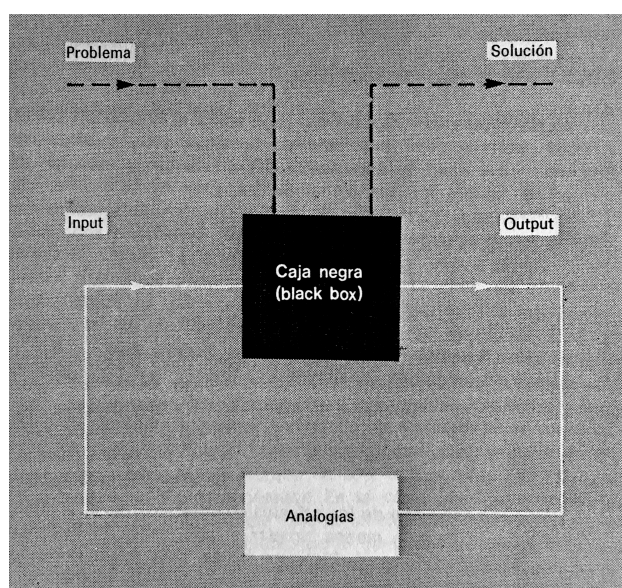 Problema
Solución
Input
Output
Caja negra
(black box)
Analogías